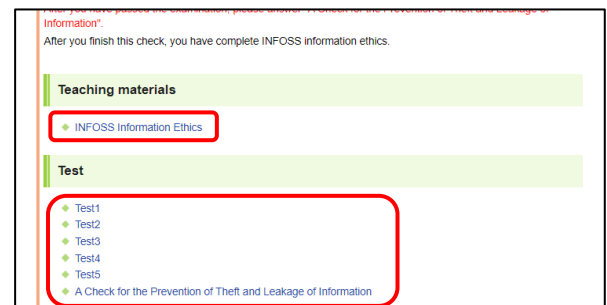 After you have passed the examination, please answer "A Check for the Prevention of Theft and Leakage of
Information".
After you finish this check, you have complete INFOSS information ethics.
Teaching materials
INFOSS Information Ethics
Test
Test1
Test2
Test3
Test4
Test5
A Check for the Prevention of Theft and Leakage of Information